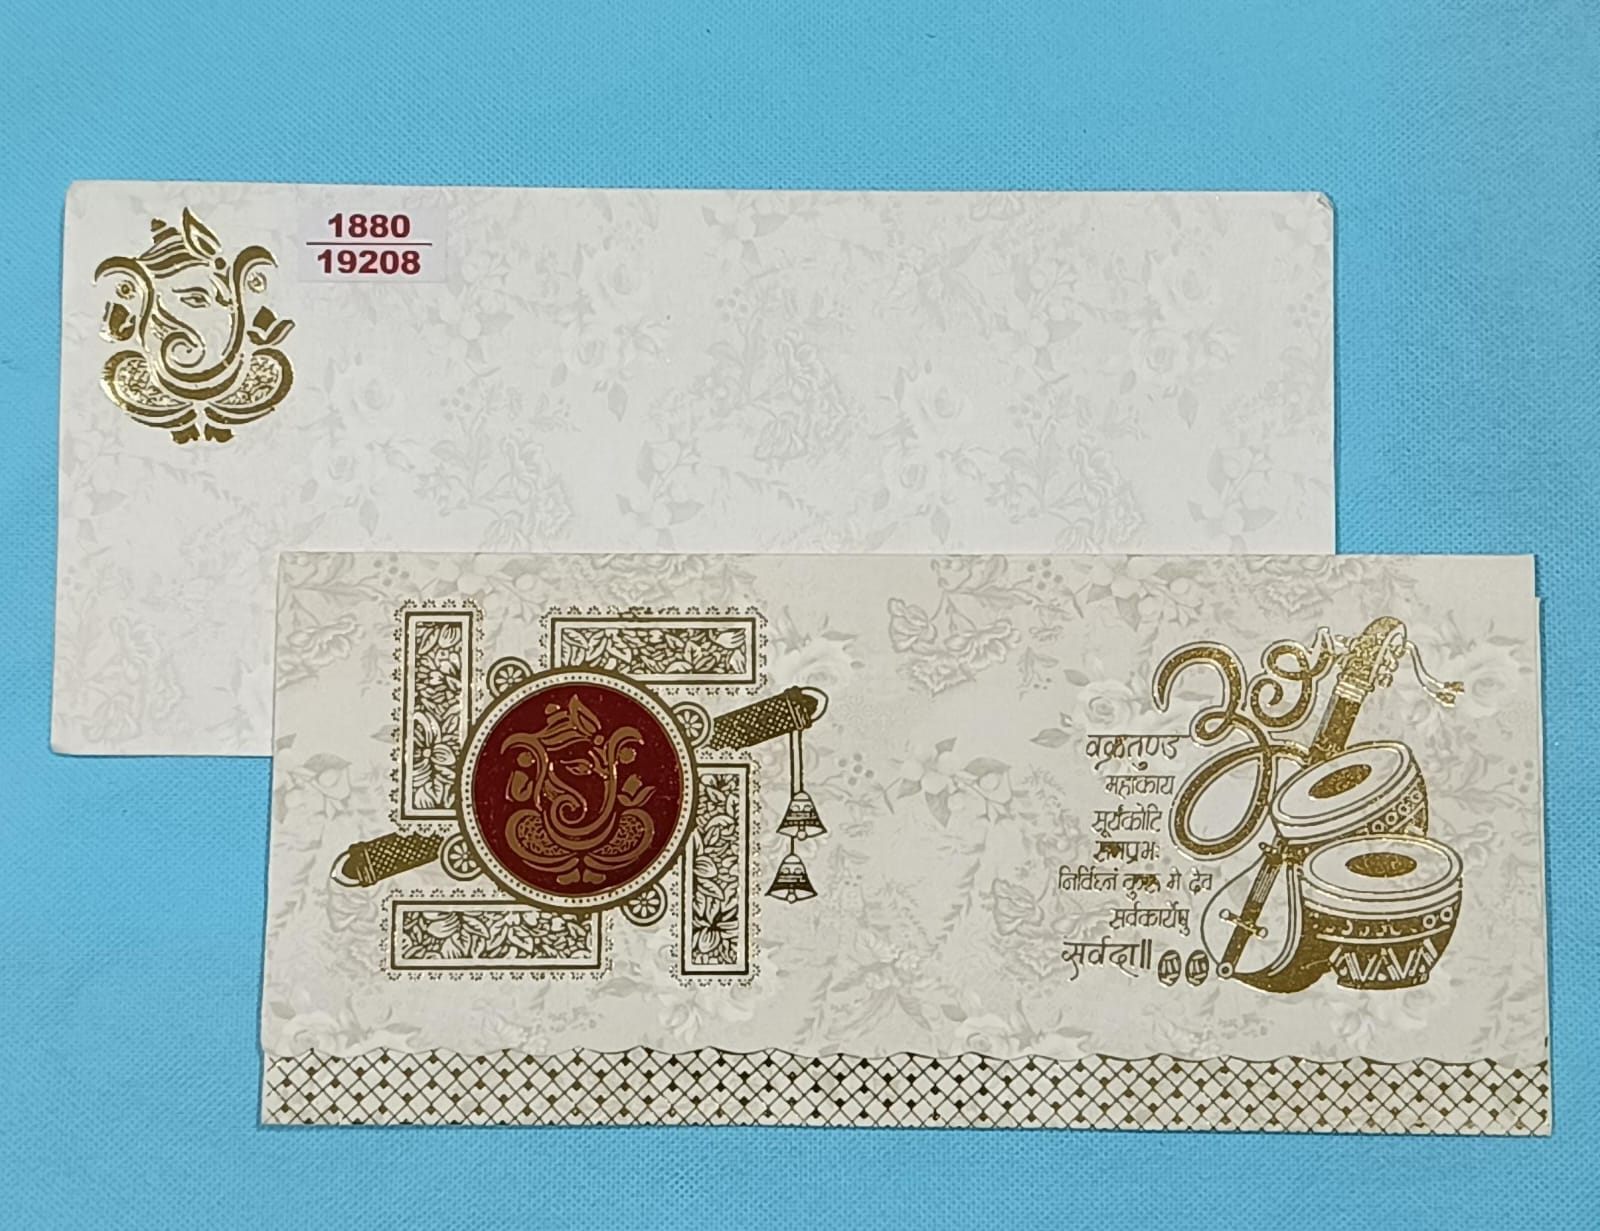 1880
19208
ॐ
वक्रतुण्ड
महाकाय
सूर्यकोटि
समप्रभः
निर्विघ्नं कुरू मे देव
सर्वकार्येषु
सर्वदा॥